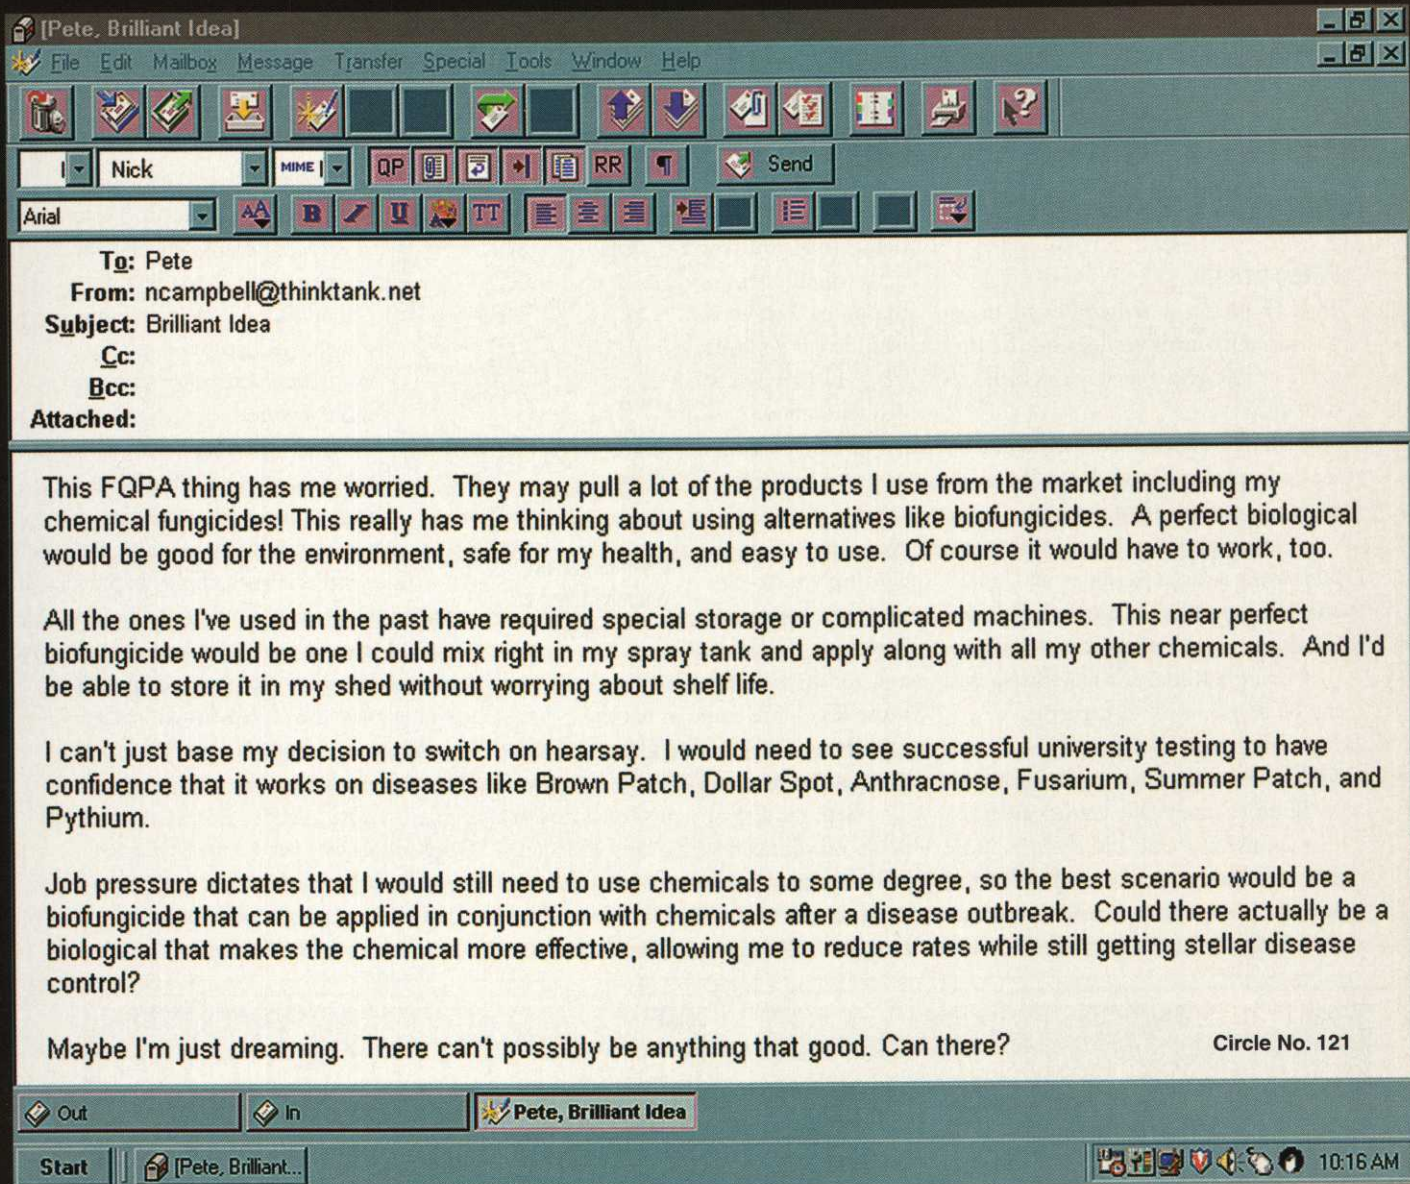 [Pete, Brilliant Idea]
File Edit Mailbox Message Transfer Special Tools Window Help
Nick MIME QP RR ¶ Send
Arial AA B I U A TT
To: Pete
From: ncampbell@thinktank.net
Subject: Brilliant Idea
Cc:
Bcc:
Attached:
This FQPA thing has me worried. They may pull a lot of the products I use from the market including my
chemical fungicides! This really has me thinking about using alternatives like biofungicides. A perfect biological
would be good for the environment, safe for my health, and easy to use. Of course it would have to work, too.
All the ones I've used in the past have required special storage or complicated machines. This near perfect
biofungicide would be one I could mix right in my spray tank and apply along with all my other chemicals. And I'd
be able to store it in my shed without worrying about shelf life.
I can't just base my decision to switch on hearsay. I would need to see successful university testing to have
confidence that it works on diseases like Brown Patch, Dollar Spot, Anthracnose, Fusarium, Summer Patch, and
Pythium.
Job pressure dictates that I would still need to use chemicals to some degree, so the best scenario would be a
biofungicide that can be applied in conjunction with chemicals after a disease outbreak. Could there actually be a
biological that makes the chemical more effective, allowing me to reduce rates while still getting stellar disease
control?
Maybe I'm just dreaming. There can't possibly be anything that good. Can there?
Circle No. 121
Out In Pete, Brilliant Idea
Start [Pete, Brilliant... 10:16 AM